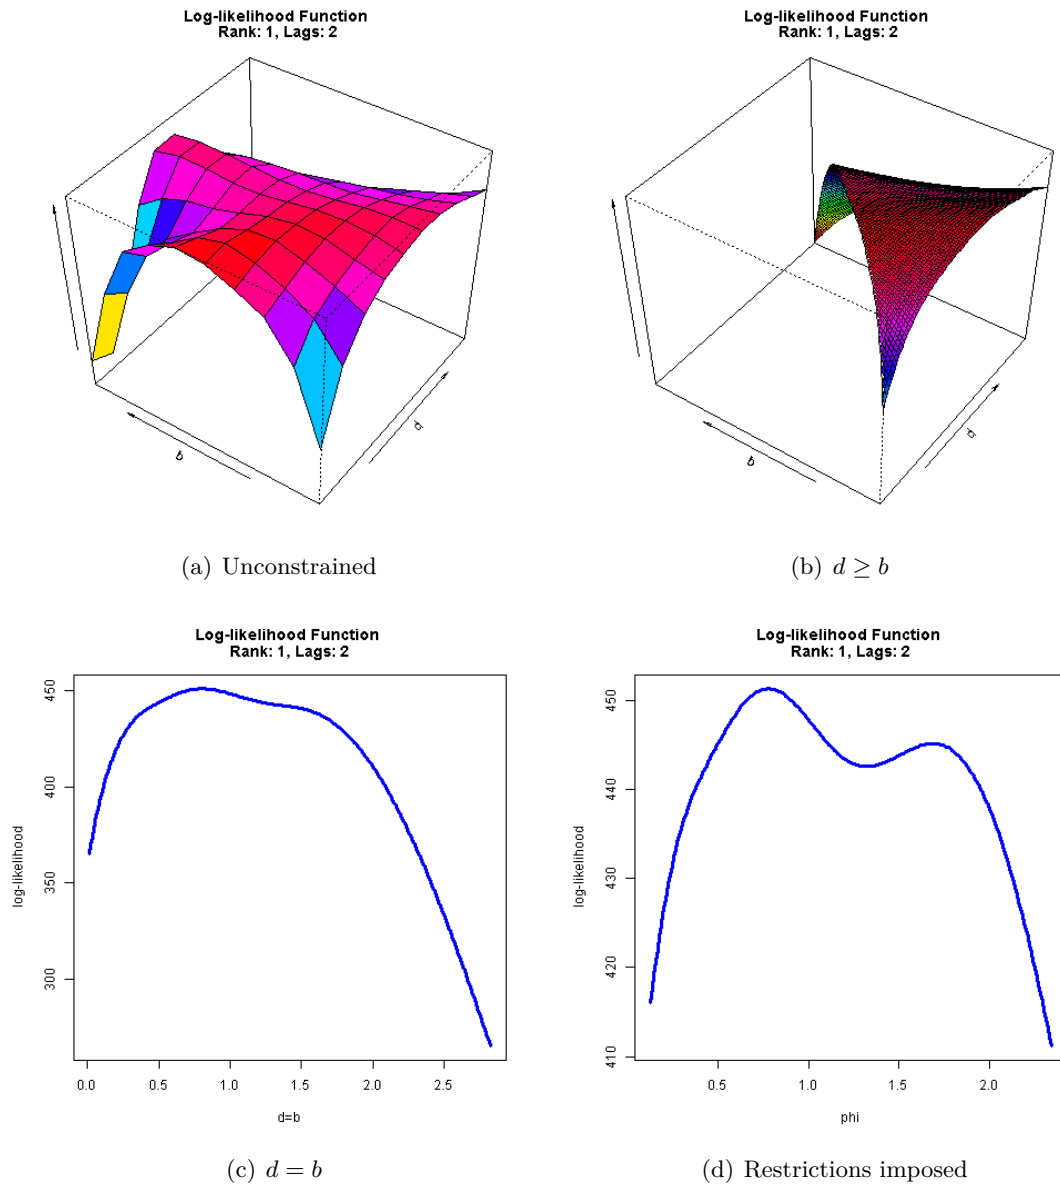 Log-likelihood Function
Rank: 1, Lags: 2
b
d
(a) Unconstrained
Log-likelihood Function
Rank: 1, Lags: 2
b
d
(b) d ≥ b
Log-likelihood Function
Rank: 1, Lags: 2
log-likelihood
450
400
350
300
0.0 0.5 1.0 1.5 2.0 2.5
d=b
(c) d = b
Log-likelihood Function
Rank: 1, Lags: 2
log-likelihood
450
440
430
420
410
0.5 1.0 1.5 2.0
phi
(d) Restrictions imposed